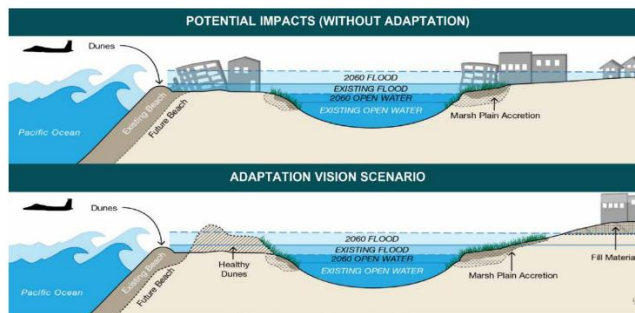 POTENTIAL IMPACTS (WITHOUT ADAPTATION)
Dunes
2060 FLOOD
EXISTING FLOOD
2060 OPEN WATER
EXISTING OPEN WATER
Existing Beach
Future Beach
Pacific Ocean
Marsh Plain Accretion
ADAPTATION VISION SCENARIO
Dunes
2060 FLOOD
EXISTING FLOOD
2060 OPEN WATER
EXISTING OPEN WATER
Existing Beach
Future Beach
Healthy
Dunes
Marsh Plain Accretion
Fill Material
Pacific Ocean